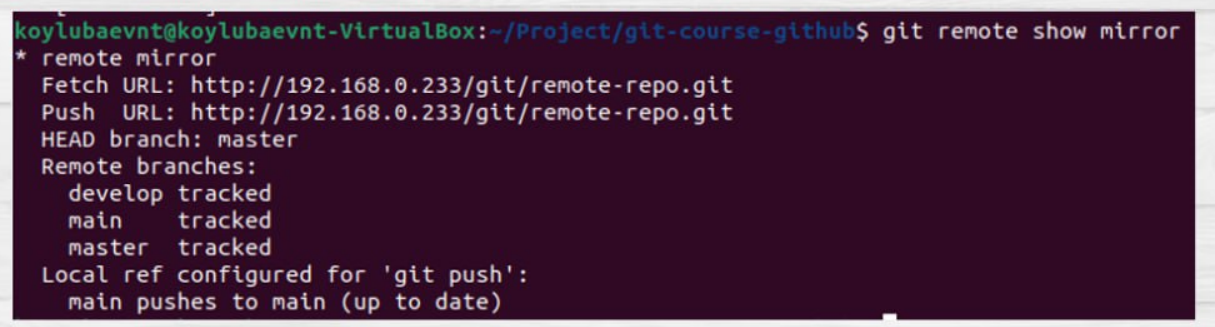 koylubaevnt@koylubaevnt-VirtualBox:~/Project/git-course-github$ git remote show mirror
* remote mirror
  Fetch URL: http://192.168.0.233/git/remote-repo.git
  Push  URL: http://192.168.0.233/git/remote-repo.git
  HEAD branch: master
  Remote branches:
    develop tracked
    main    tracked
    master  tracked
  Local ref configured for 'git push':
    main pushes to main (up to date)